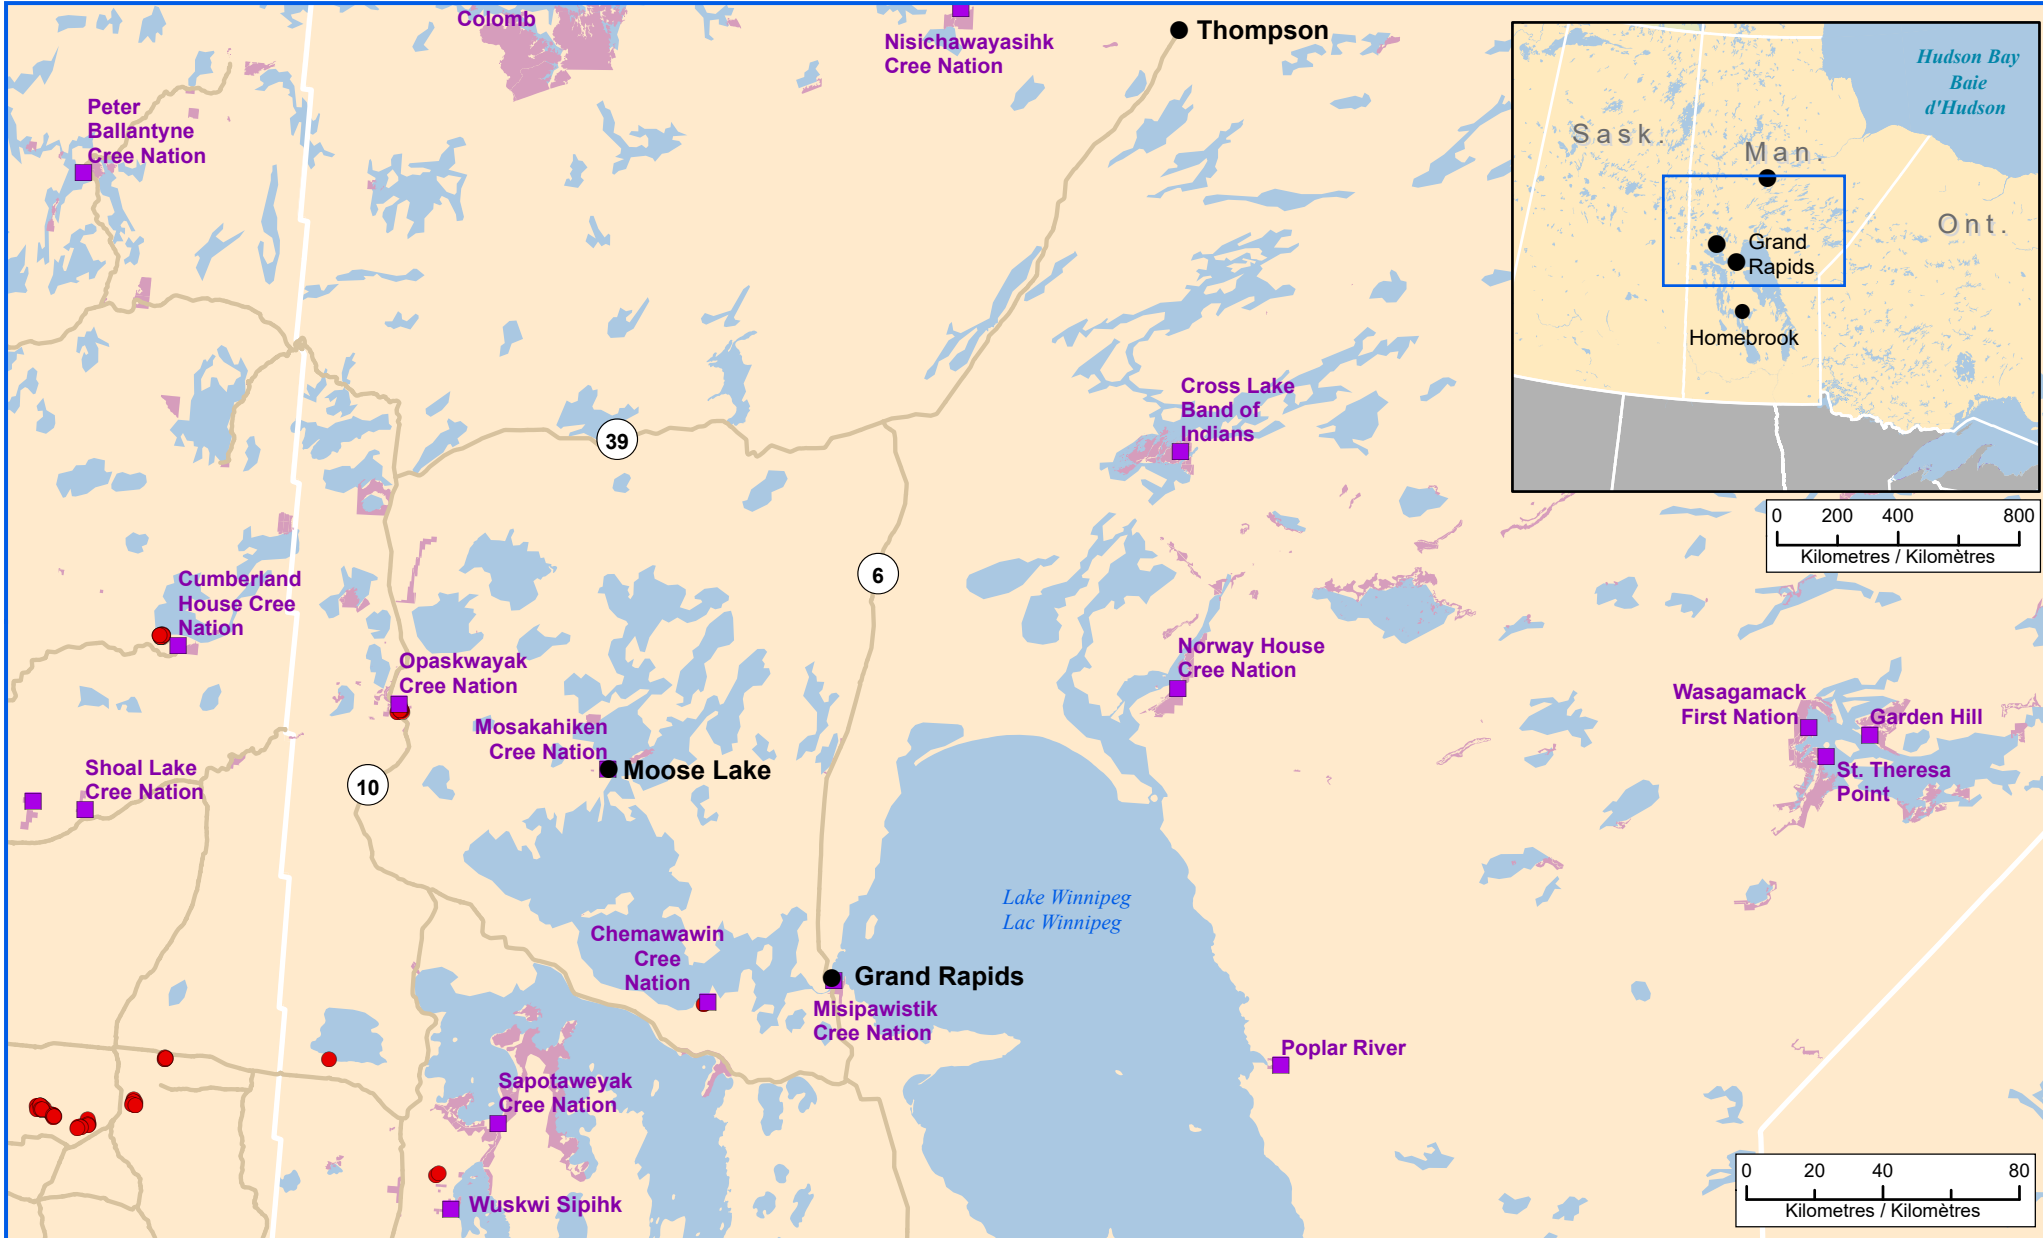 Colomb
Nisichawayasihk
Cree Nation
Thompson
Peter
Ballantyne
Cree Nation
Hudson Bay
Baie
d'Hudson
Sask.
Man.
Ont.
Grand
Rapids
Homebrook
0 200 400 800
Kilometres / Kilomètres
Cross Lake
Band of
Indians
39
6
Cumberland
House Cree
Nation
Opaskwayak
Cree Nation
Norway House
Cree Nation
Mosakahiken
Cree Nation
Moose Lake
Wasagamack
First Nation
Garden Hill
St. Theresa
Point
Shoal Lake
Cree Nation
10
Lake Winnipeg
Lac Winnipeg
Chemawawin
Cree
Nation
Grand Rapids
Misipawistik
Cree Nation
Poplar River
Sapotaweyak
Cree Nation
Wuskwi Sipihk
0 20 40 80
Kilometres / Kilomètres